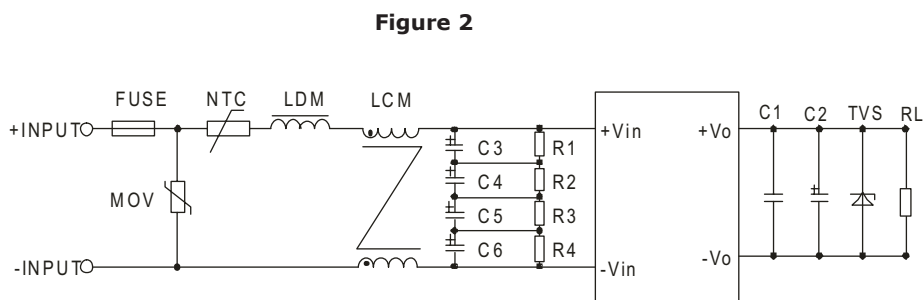 Figure 2
FUSE NTC LDM LCM
+INPUT
MOV
-INPUT
C3 R1
C4 R2
C5 R3
C6 R4
+Vin +Vo
-Vin -Vo
C1 C2 TVS RL